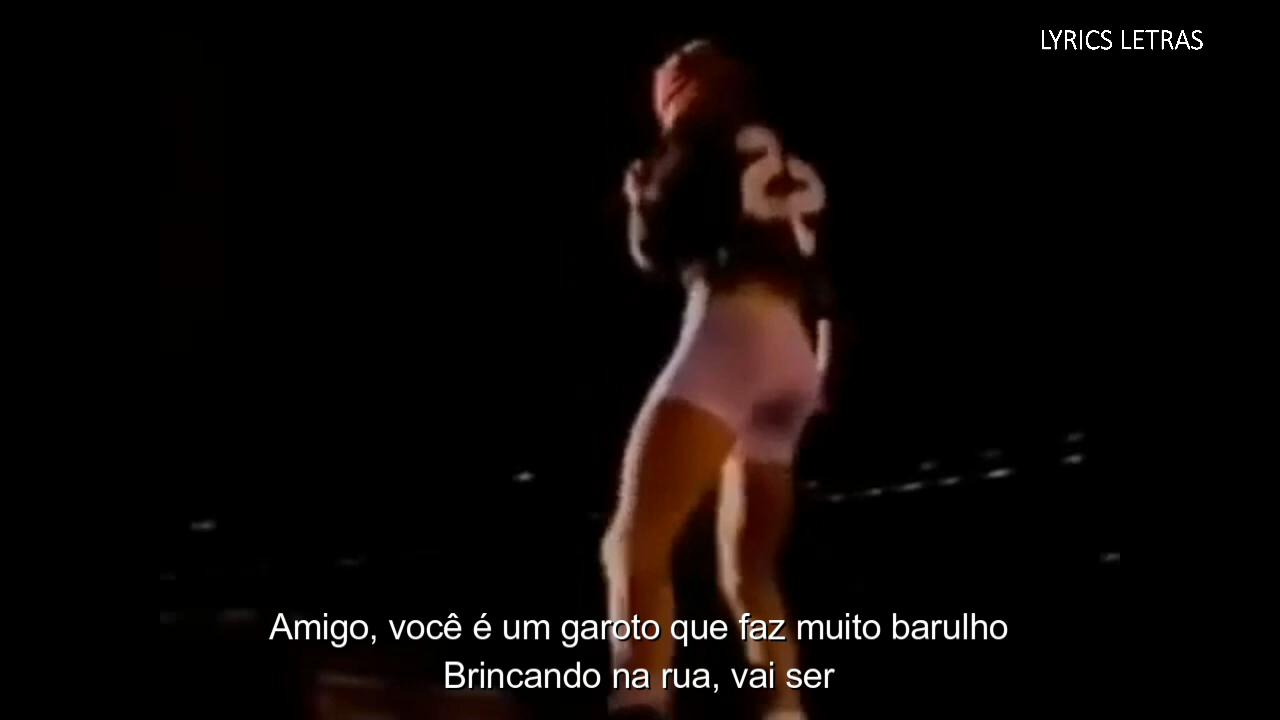 LYRICS LETRAS
Amigo, você é um garoto que faz muito barulho
Brincando na rua, vai ser